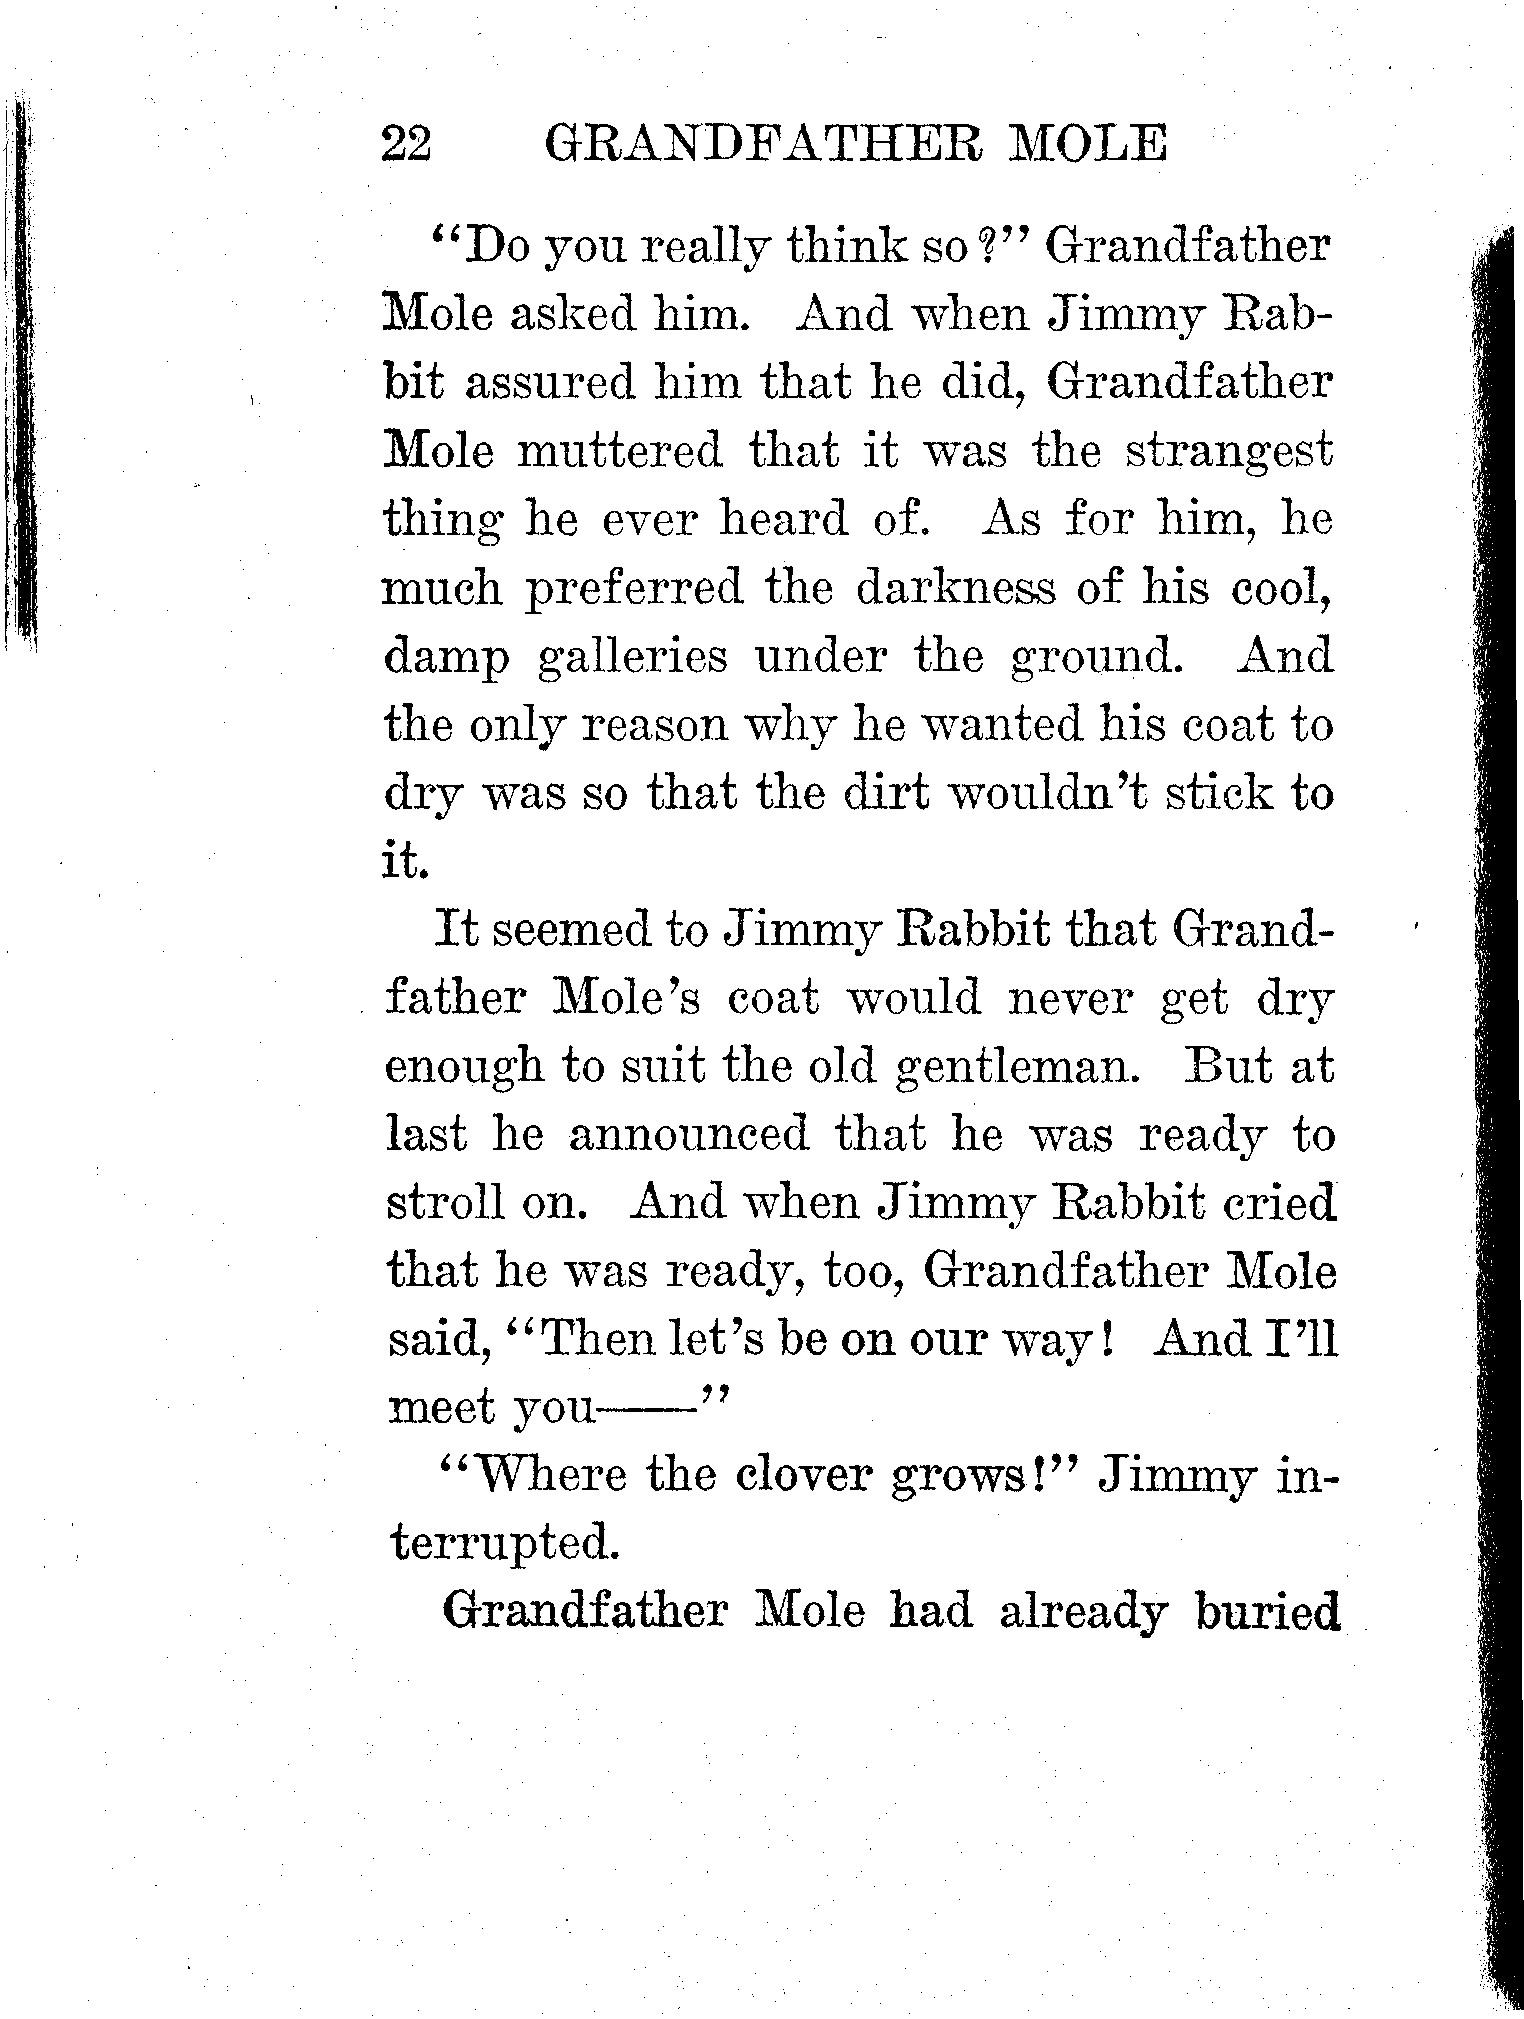 22 GRANDFATHER MOLE
“Do you really think so?” Grandfather
Mole asked him. And when Jimmy Rab-
bit assured him that he did, Grandfather
Mole muttered that it was the strangest
thing he ever heard of. As for him, he
much preferred the darkness of his cool,
damp galleries under the ground. And
the only reason why he wanted his coat to
dry was so that the dirt wouldn’t stick to
it.
It seemed to Jimmy Rabbit that Grand-
father Mole’s coat would never get dry
enough to suit the old gentleman. But at
last he announced that he was ready to
stroll on. And when Jimmy Rabbit cried
that he was ready, too, Grandfather Mole
said, “Then let’s be on our way! And I’ll
meet you——”
“Where the clover grows!” Jimmy in-
terrupted.
Grandfather Mole had already buried